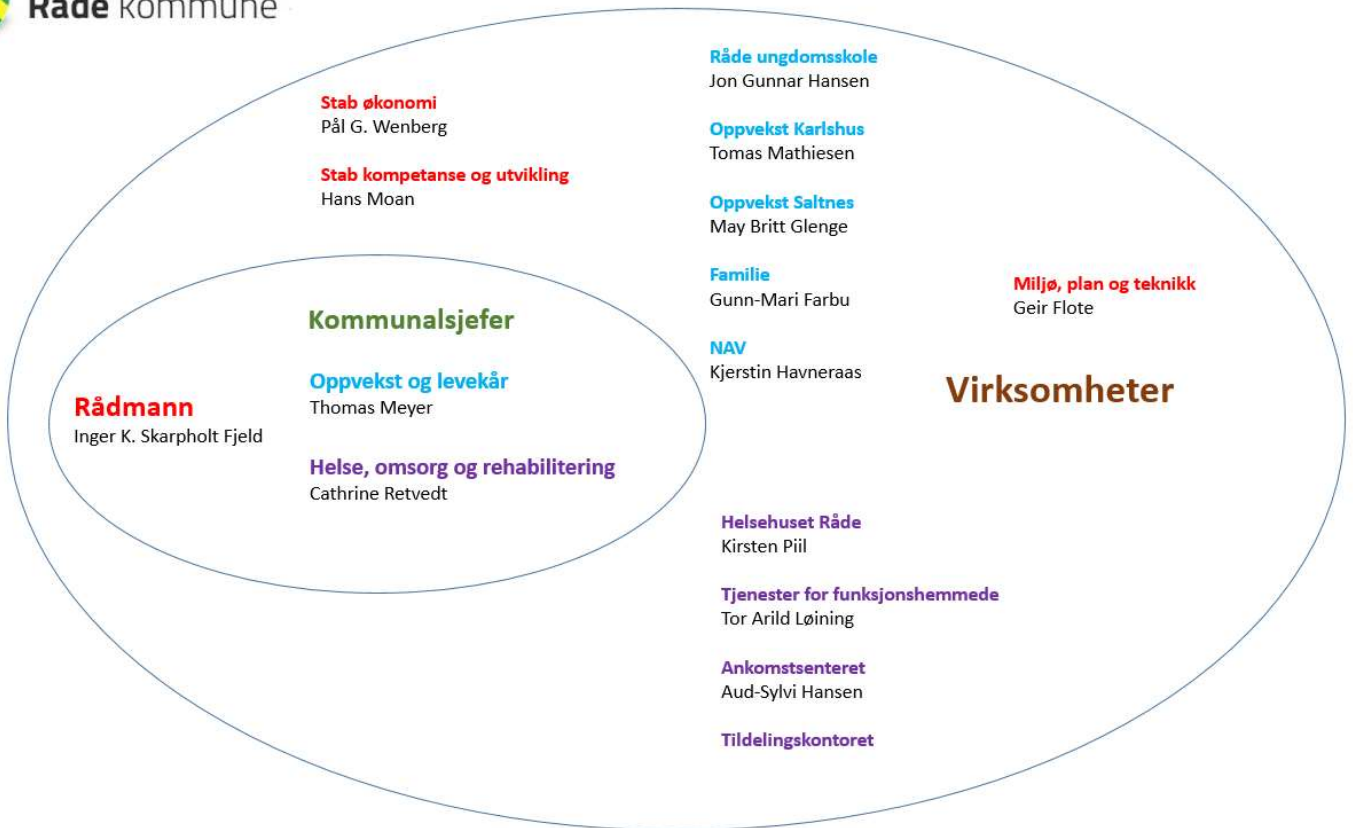 Råde kommune
Stab økonomi
Pål G. Wenberg
Stab kompetanse og utvikling
Hans Moan
Kommunalsjefer
Oppvekst og levekår
Thomas Meyer
Helse, omsorg og rehabilitering
Cathrine Retvedt
Rådmann
Inger K. Skarpholt Fjeld
Råde ungdomsskole
Jon Gunnar Hansen
Oppvekst Karlshus
Tomas Mathiesen
Oppvekst Saltnes
May Britt Glenge
Familie
Gunn-Mari Farbu
NAV
Kjerstin Havneraas
Miljø, plan og teknikk
Geir Flote
Virksomheter
Helsehuset Råde
Kirsten Piil
Tjenester for funksjonshemmede
Tor Arild Løining
Ankomstsenteret
Aud-Sylvi Hansen
Tildelingskontoret